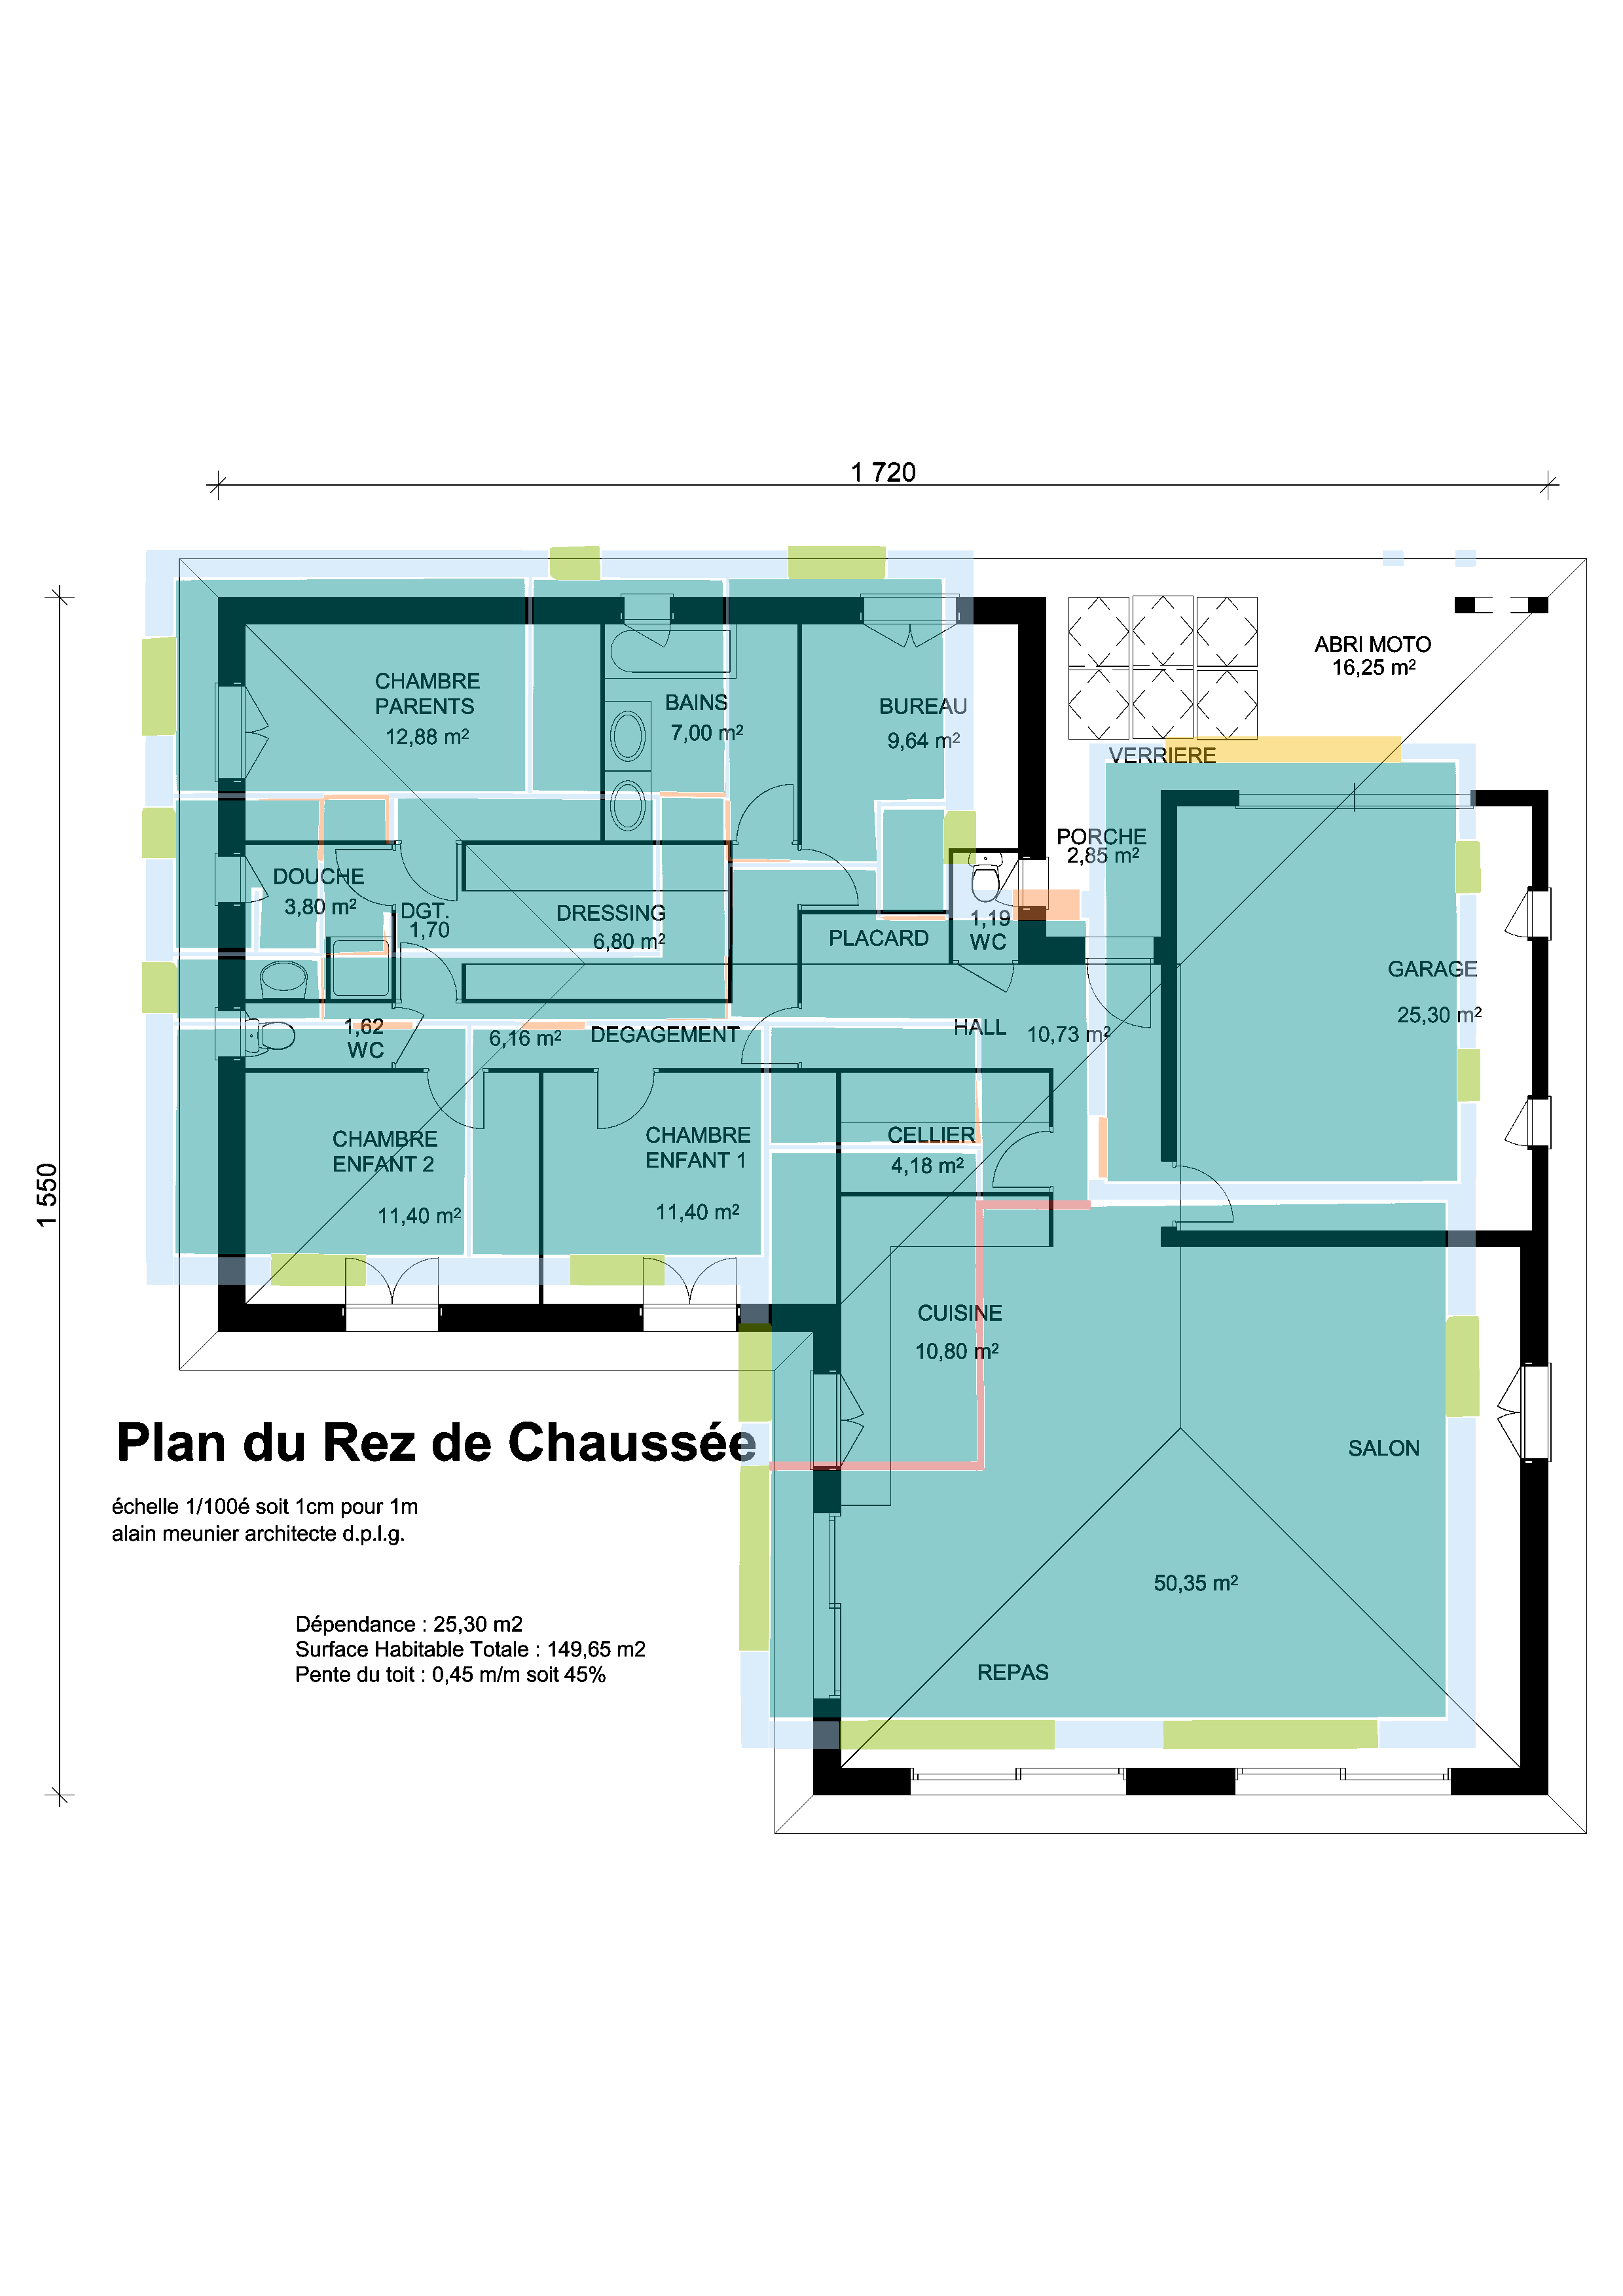 1 720
ABRI MOTO
16,25 m²
CHAMBRE
PARENTS
12,88 m²
BAINS
7,00 m²
BUREAU
9,64 m²
VERRIERE
PORCHE
2,85 m²
DOUCHE
3,80 m²
DGT.
1,70
DRESSING
6,80 m²
PLACARD
1,19
WC
GARAGE
25,30 m²
1,62
WC
6,16 m²
DEGAGEMENT
HALL
10,73 m²
CHAMBRE
ENFANT 2
11,40 m²
CHAMBRE
ENFANT 1
11,40 m²
CELLIER
4,18 m²
1 550
CUISINE
10,80 m²
SALON
50,35 m²
REPAS
Plan du Rez de Chaussée
échelle 1/100é soit 1cm pour 1m
alain meunier architecte d.p.l.g.
Dépendance : 25,30 m2
Surface Habitable Totale : 149,65 m2
Pente du toit : 0,45 m/m soit 45%